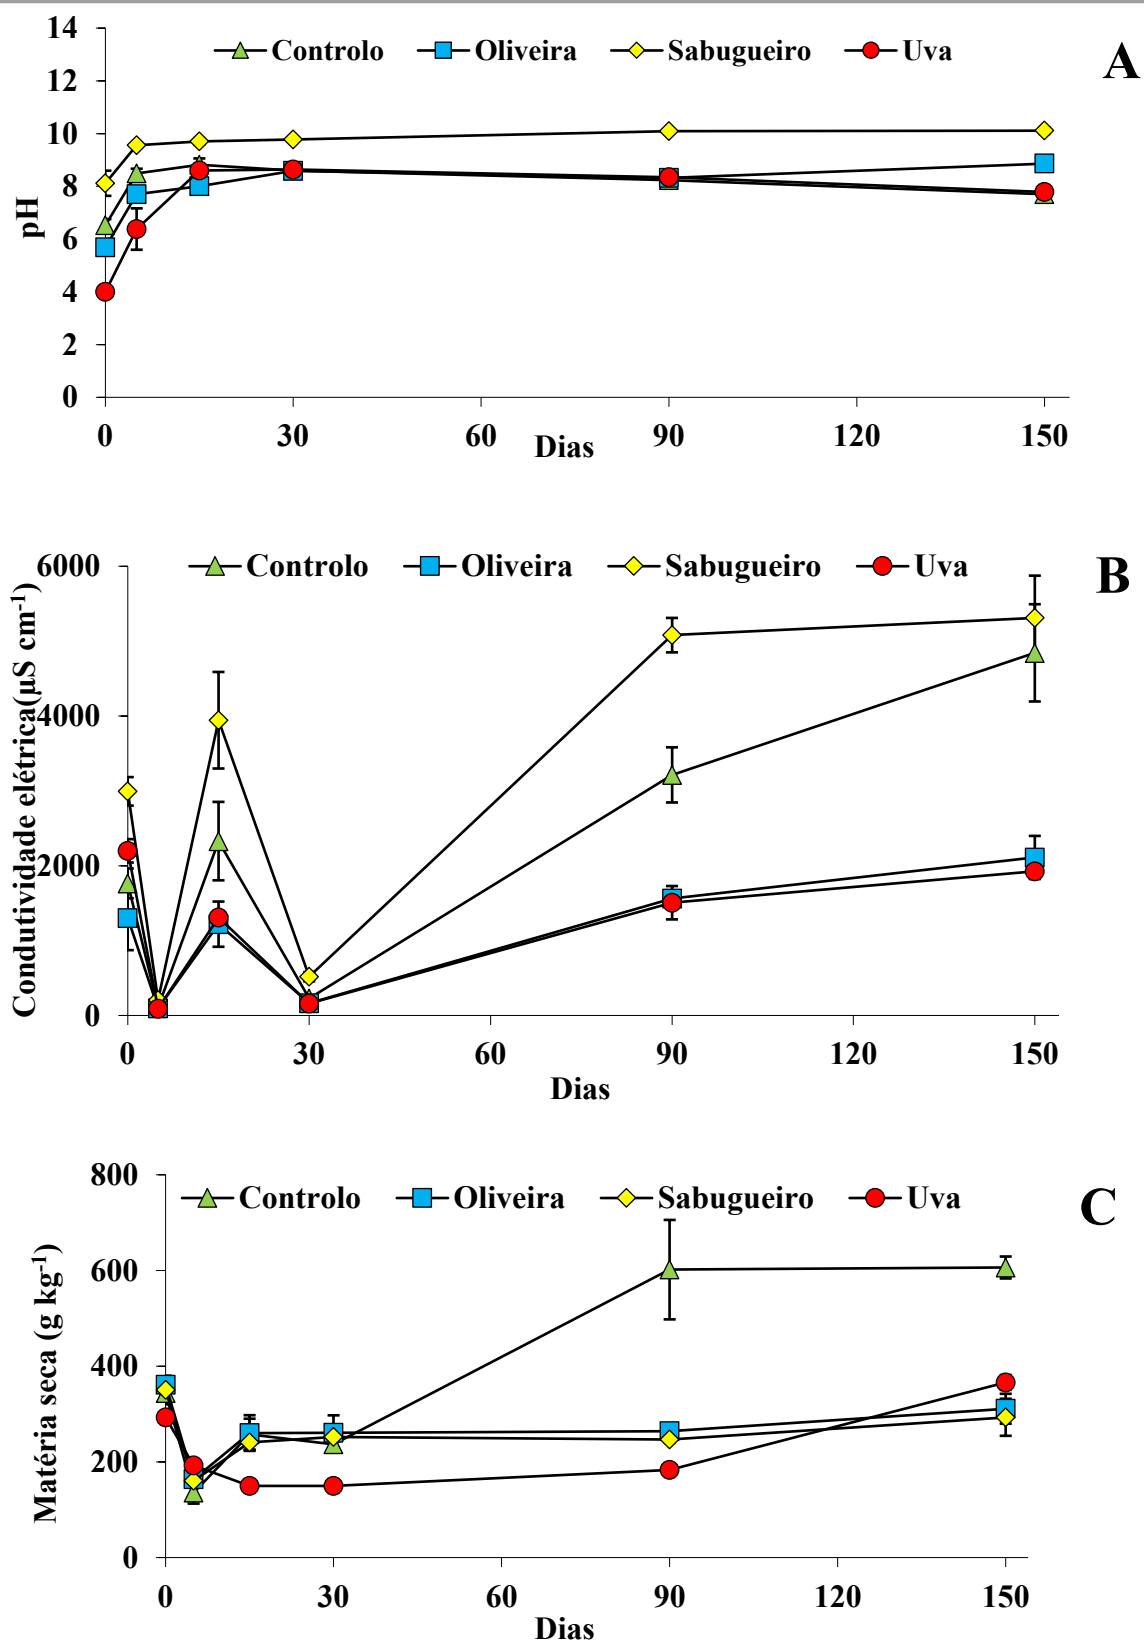 14
Controlo Oliveira Sabugueiro Uva
A
12
10
8
6
4
2
0
pH
0 30 60 90 120 150
Dias
6000
Controlo Oliveira Sabugueiro Uva
B
4000
2000
0
Condutividade elétrica(µS cm⁻¹)
0 30 60 90 120 150
Dias
800
Controlo Oliveira Sabugueiro Uva
C
600
400
200
0
Matéria seca (g kg⁻¹)
0 30 60 90 120 150
Dias